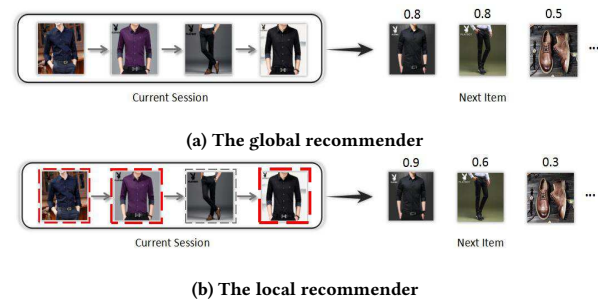 0.8 0.8 0.5
...
Current Session Next Item
(a) The global recommender
0.9 0.6 0.3
...
Current Session Next Item
(b) The local recommender